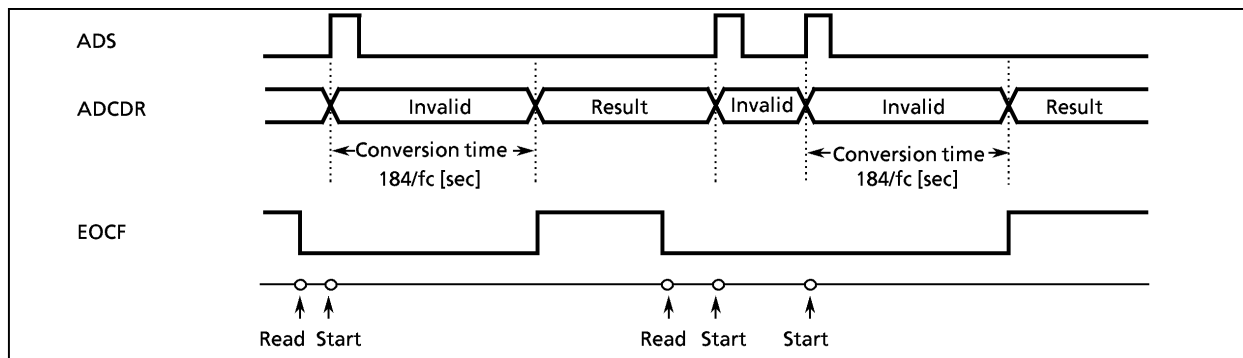 ADS
ADCDR
Invalid
Result
Invalid
Invalid
Result
Conversion time
184/fc [sec]
Conversion time
184/fc [sec]
EOCF
Read Start
Read Start
Start